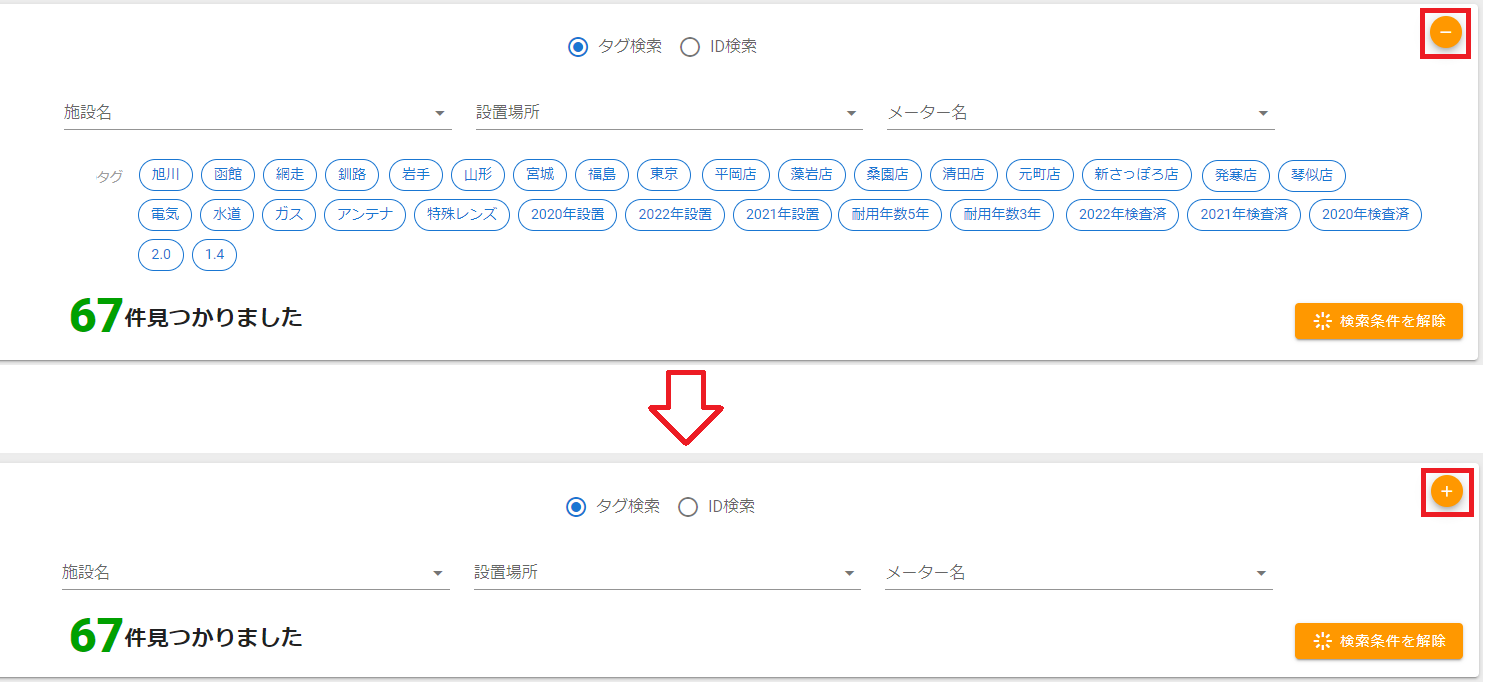 タグ検索 ID検索
施設名 設置場所 メーター名
タグ 旭川 函館 網走 釧路 岩手 山形 宮城 福島 東京 平岡店 藻岩店 桑園店 清田店 元町店 新さっぽろ店 発寒店 琴似店
電気 水道 ガス アンテナ 特殊レンズ 2020年設置 2022年設置 2021年設置 耐用年数5年 耐用年数3年 2022年検査済 2021年検査済 2020年検査済
2.0 1.4
67件見つかりました 検索条件を解除
タグ検索 ID検索
施設名 設置場所 メーター名
67件見つかりました 検索条件を解除